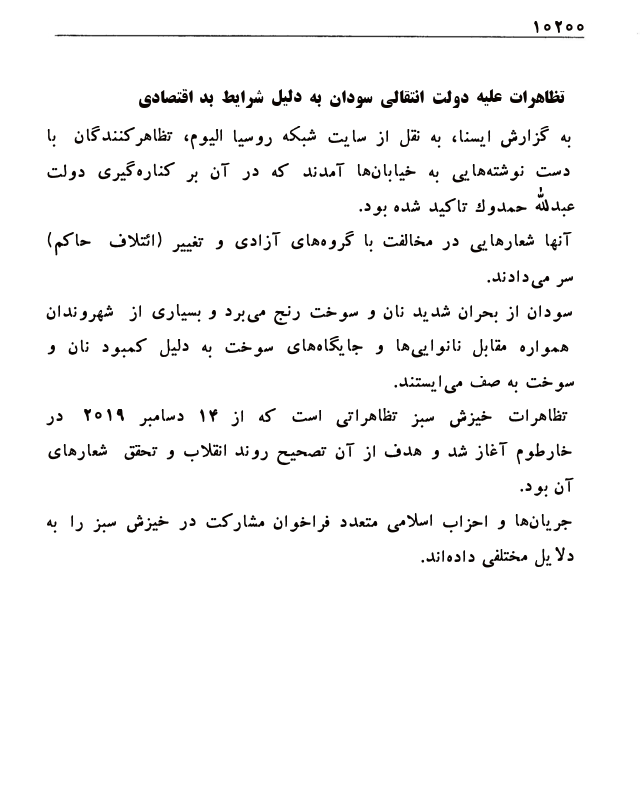 ۱۰۲۰۰
تظاهرات علیه دولت انتقالی سودان به دلیل شرایط بد اقتصادی
به گزارش ایسنا، به نقل از سایت شبکه روسیا الیوم، تظاهرکنندگان با
دست نوشته‌هایی به خیابان‌ها آمدند که در آن بر کناره‌گیری دولت
عبدالله حمدوك تاکید شده بود.
آنها شعارهایی در مخالفت با گروه‌های آزادی و تغییر (ائتلاف حاکم)
سر می‌دادند.
سودان از بحران شدید نان و سوخت رنج می‌برد و بسیاری از شهروندان
همواره مقابل نانوایی‌ها و جایگاه‌های سوخت به دلیل کمبود نان و
سوخت به صف می‌ایستند.
تظاهرات خیزش سبز تظاهراتی است که از ۱۴ دسامبر ۲۰۱۹ در
خارطوم آغاز شد و هدف از آن تصحیح روند انقلاب و تحقق شعارهای
آن بود.
جریان‌ها و احزاب اسلامی متعدد فراخوان مشارکت در خیزش سبز را به
دلایل مختلفی داده‌اند.